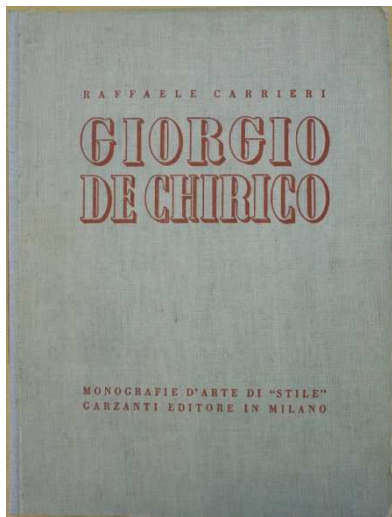 RAFFAELE CARRIERI
GIORGIO
DE CHIRICO
MONOGRAFIE D'ARTE DI "STILE"
GARZANTI EDITORE IN MILANO